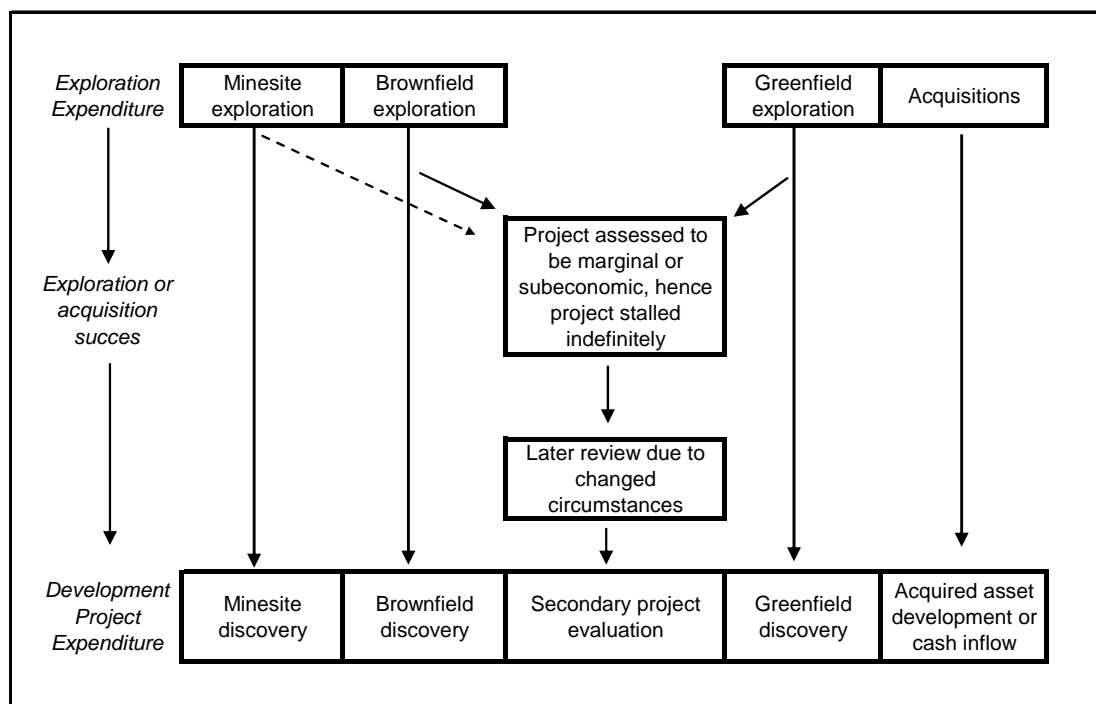 Exploration
Expenditure
Minesite
exploration
Brownfield
exploration
Greenfield
exploration
Acquisitions
Project assessed to
be marginal or
subeconomic, hence
project stalled
indefinitely
Exploration or
acquisition
succes
Later review due to
changed
circumstances
Development
Project
Expenditure
Minesite
discovery
Brownfield
discovery
Secondary project
evaluation
Greenfield
discovery
Acquired asset
development or
cash inflow